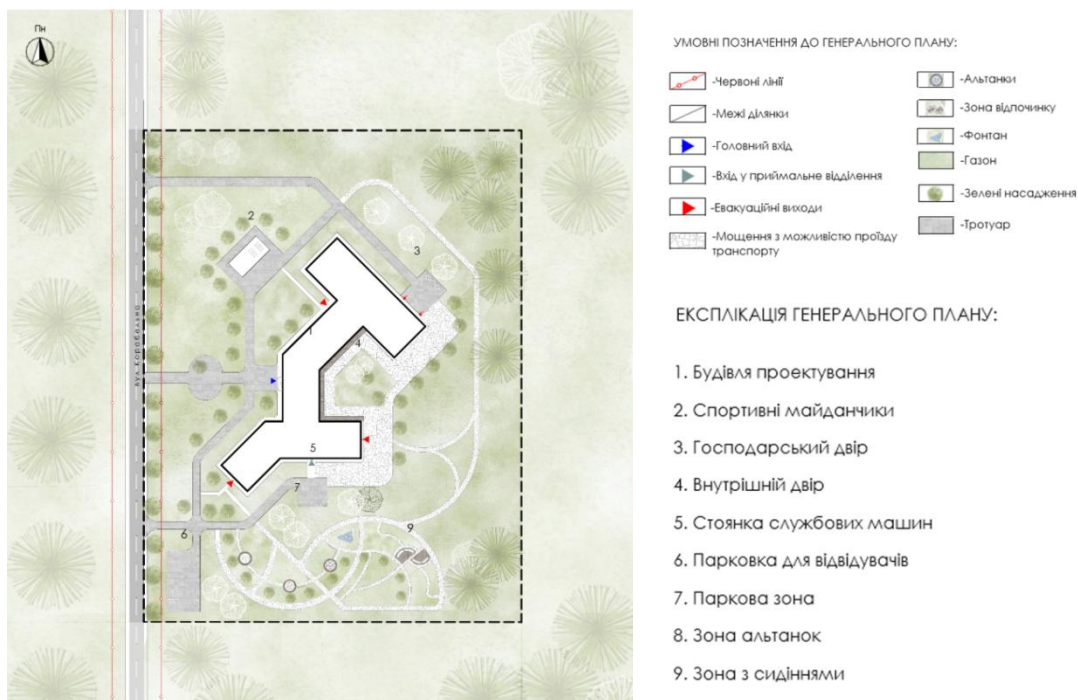 Пн
2
3
1
4
вул Корабельна
5
7
6
9
УМОВНІ ПОЗНАЧЕННЯ ДО ГЕНЕРАЛЬНОГО ПЛАНУ:
-Червоні лінії
-Межі ділянки
-Головний вхід
-Вхід у приймальне відділення
-Евакуаційні виходи
-Мощення з можливістю проїзду
транспорту
-Альтанки
-Зона відпочинку
-Фонтан
-Газон
-Зелені насадження
-Тротуар
ЕКСПЛІКАЦІЯ ГЕНЕРАЛЬНОГО ПЛАНУ:
1. Будівля проектування
2. Спортивні майданчики
3. Господарський двір
4. Внутрішній двір
5. Стоянка службових машин
6. Парковка для відвідувачів
7. Паркова зона
8. Зона альтанок
9. Зона з сидіннями